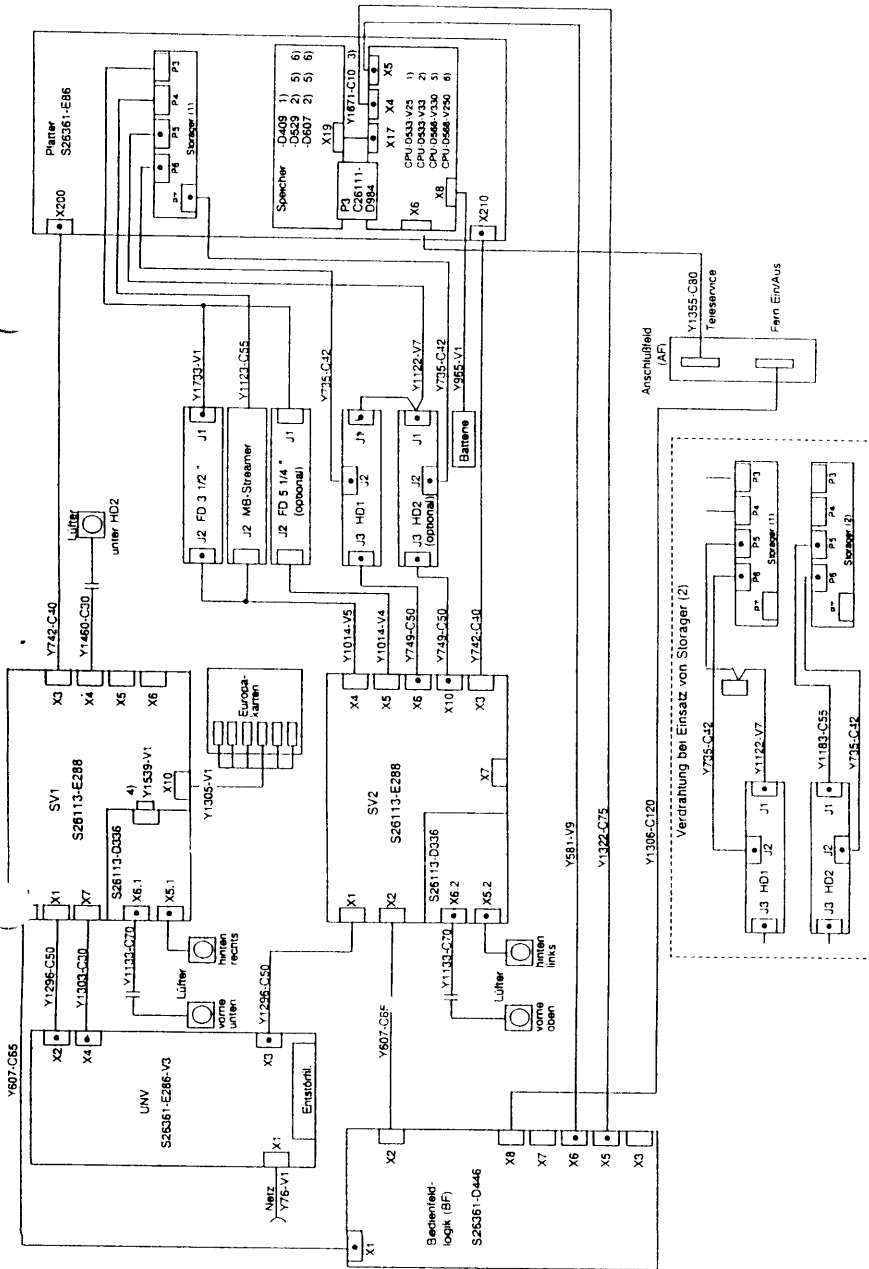 Platter
S26361-E86
X200
P3
P4
P5
P6
P7
Storager (1)
Speicher
-D409 1)
-D529 2) 5) 6)
-D607 2) 5) 6)
X19
Y1671-C10 3)
P3
C26111-
D984
X17
X4
X5
CPU-D533-V25 1)
CPU-D533-V33 2)
CPU-D566-V330 5)
CPU-D566-V250 6)
X6
X8
X210
Y742-C40
Y1460-C30
Lüfter
unter HD2
Y1733-V1
Y1123-C55
J2 FD 3 1/2 " J1
J2 MB-Streamer
J2 FD 5 1/4 " J1
(optional)
Y735-C42
Y1122-V7
Y735-C42
Y965-V1
J3 HD1 J2
J3 HD2 J2 J1
(optional)
Batterie
Y1014-V5
Y1014-V4
Y749-C50
Y749-C50
Y742-C40
Anschlußfeld
(AF)
Y1355-C80
Teleservice
Fern Ein/Aus
SV1
S26113-E288
X3
X4
X5
X6
X1
X7
S26113-D336
4)
Y1539-V1
X10
X6.1
X5.1
Y1305-V1
Europa-
karten
SV2
S26113-E288
X4
X5
X6
X10
X3
X7
X1
X2
S26113-D336
X6.2
X5.2
Y1296-C50
Y1303-C30
Y1133-C70
Lüfter
hinten
rechts
vorne
unten
Y1296-C50
Y607-C65
Y1133-C70
Lüfter
hinten
links
vorne
oben
Y607-C65
UNV
S26361-E286-V3
X2
X4
X3
X1
Entstörfil.
Netz
Y76-V1
Bedienfeld-
logik (BF)
S26361-D446
X1
X2
X8
X7
X6
X5
X3
Y581-V9
Y1322-C75
Y1306-C120
Verdrahtung bei Einsatz von Storager (2)
Y735-C42
Y1122-V7
Y1183-C55
Y735-C42
J3 HD1 J2 J1
J3 HD2 J2 J1
P3
P4
P5
P6
P7
Storager (1)
P3
P4
P5
P6
P7
Storager (2)